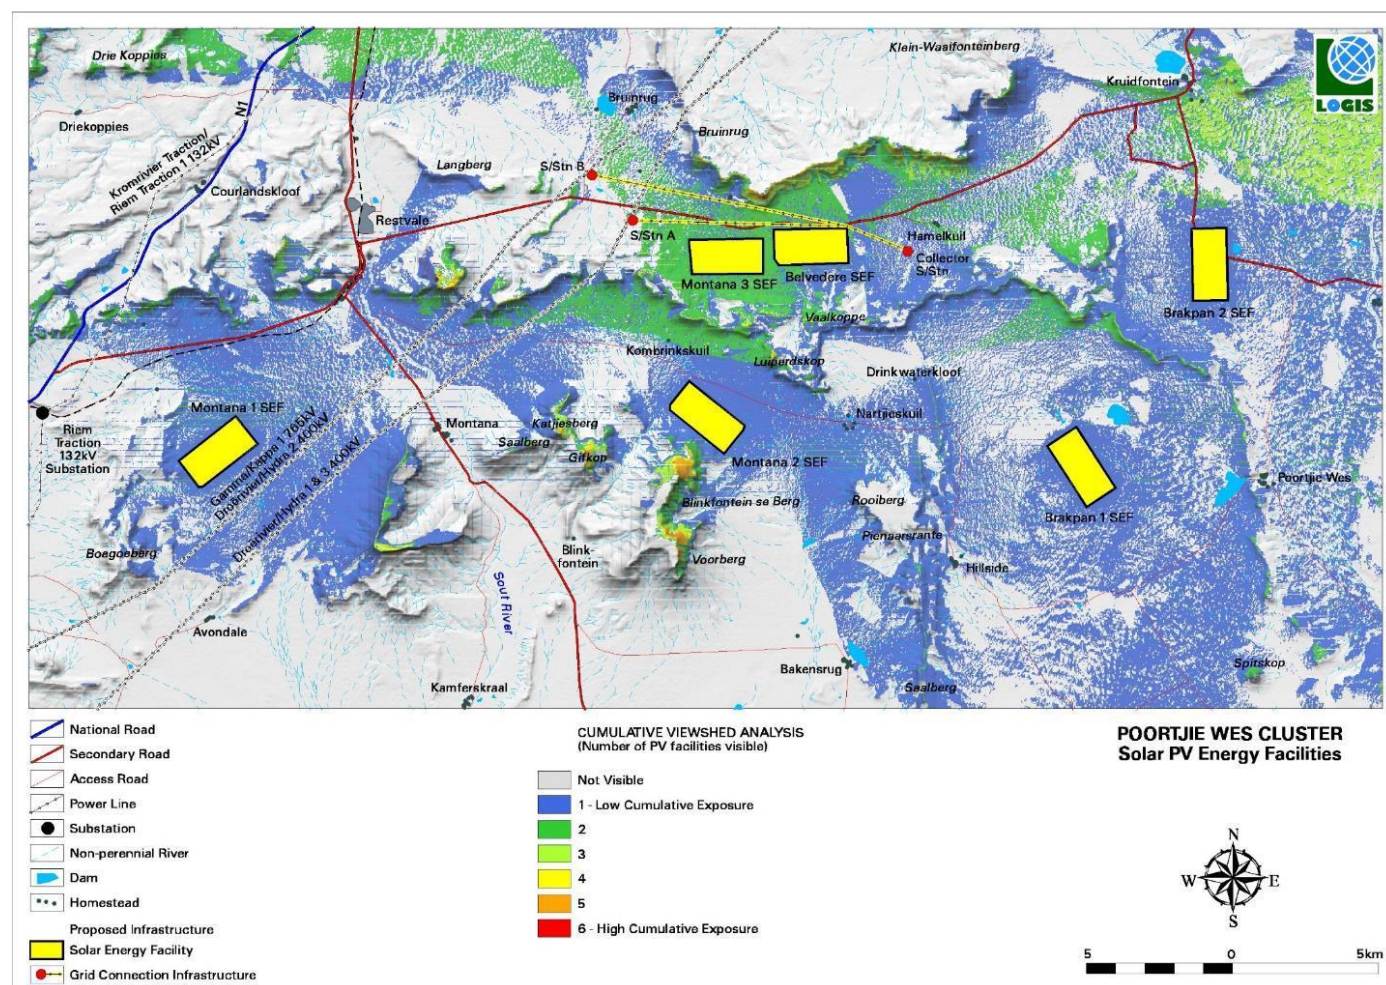 Drie Koppies
Klein-Waaifonteinberg
Kruidfontein
LOGIS
N1
Bruinrug
Driekoppies
Bruinrug
Kromrivier Traction/
Riem Traction 1 132kV
Langberg
S/Stn B
Courlandskloof
Restvale
S/Stn A
Hamelkuil
Collector
S/Stn
Montana 3 SEF
Belvedere SEF
Vaalkoppe
Brakpan 2 SEF
Kombrinkskuil
Luiperdskop
Drinkwaterkloof
Montana 1 SEF
Nartjieskuil
Riem
Traction
132kV
Substation
Gamma/Kappa 1 765kV
Droërivier/Hydra 2 400kV
Droërivier/Hydra 1 & 3 400kV
Montana
Katjiesberg
Saalberg
Gifkop
Montana 2 SEF
Poortjie Wes
Blinkfontein se Berg
Rooiberg
Brakpan 1 SEF
Pienaarsrante
Boegoeberg
Blink-
fontein
Voorberg
Hillside
Sout River
Avondale
Bakensrug
Spitskop
Kamferskraal
Saalberg
National Road
Secondary Road
Access Road
Power Line
Substation
Non-perennial River
Dam
Homestead
Proposed Infrastructure
Solar Energy Facility
Grid Connection Infrastructure
CUMULATIVE VIEWSHED ANALYSIS
(Number of PV facilities visible)
Not Visible
1 - Low Cumulative Exposure
2
3
4
5
6 - High Cumulative Exposure
POORTJIE WES CLUSTER
Solar PV Energy Facilities
N
W E
S
5 0 5km